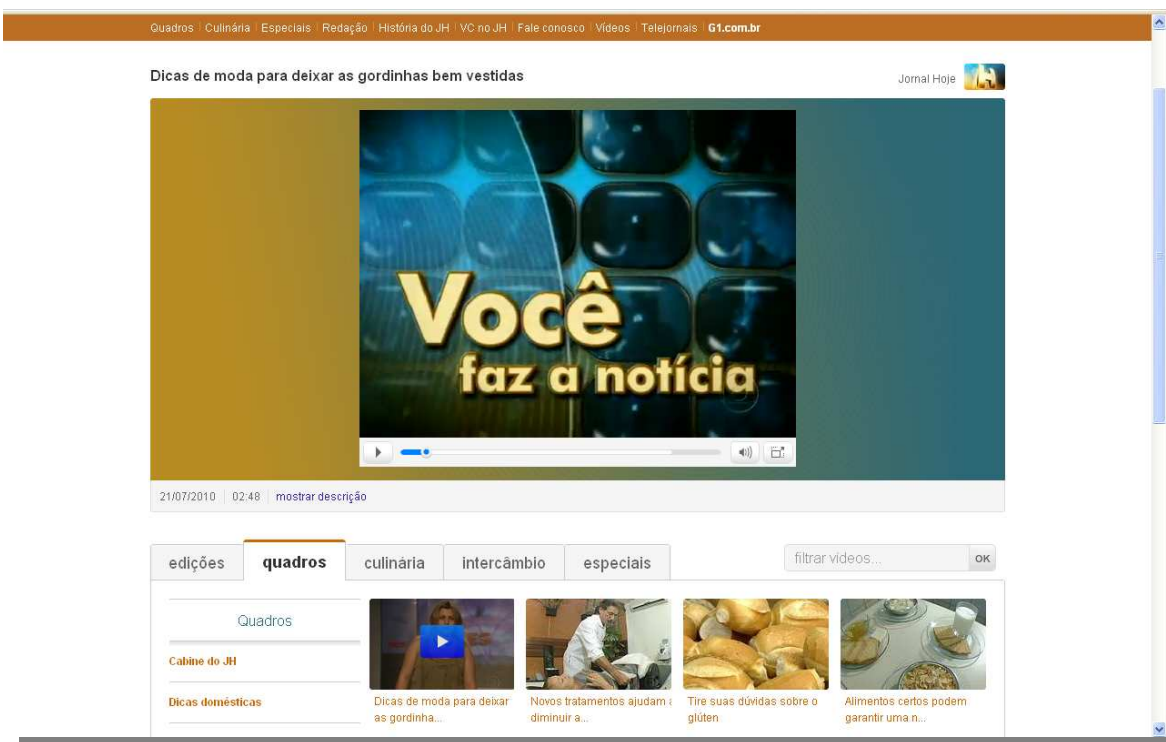 Quadros | Culinária | Especiais | Redação | História do JH | VC no JH | Fale conosco | Vídeos | Telejornais | G1.com.br
Dicas de moda para deixar as gordinhas bem vestidas
Jornal Hoje
Você
faz a notícia
21/07/2010 | 02:48 | mostrar descrição
edições quadros culinária intercâmbio especiais filtrar vídeos... OK
Quadros
Cabine do JH
Dicas domésticas
Dicas de moda para deixar
as gordinha...
Novos tratamentos ajudam a
diminuir a...
Tire suas dúvidas sobre o
glúten
Alimentos certos podem
garantir uma n...